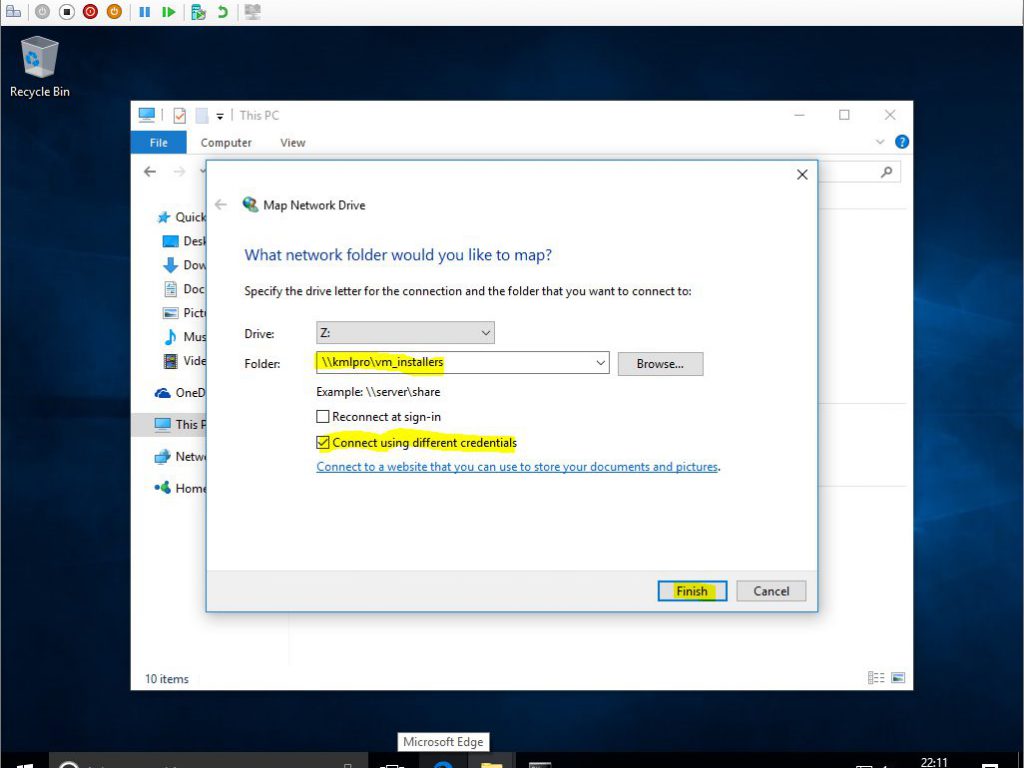 Recycle Bin
This PC
File
Computer
View
Map Network Drive
What network folder would you like to map?
Specify the drive letter for the connection and the folder that you want to connect to:
Drive:
Z:
Folder:
\\kmlpro\vm_installers
Browse...
Example: \\server\share
Reconnect at sign-in
Connect using different credentials
Connect to a website that you can use to store your documents and pictures.
Finish
Cancel
Quick
Desk
Dow
Doc
Pictu
Mus
Vide
OneD
This P
Netwo
Home
10 items
Microsoft Edge
22:11